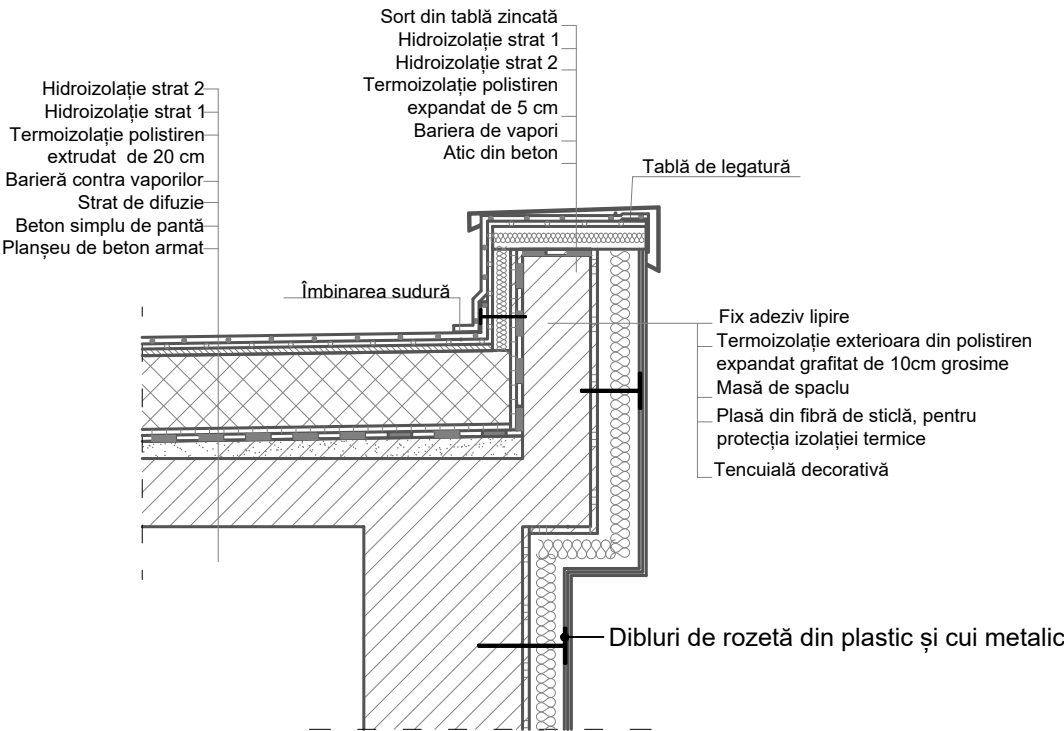 Sort din tablă zincată
Hidroizolație strat 1
Hidroizolație strat 2
Termoizolație polistiren
expandat de 5 cm
Bariera de vapori
Atic din beton
Hidroizolație strat 2
Hidroizolație strat 1
Termoizolație polistiren
extrudat de 20 cm
Barieră contra vaporilor
Strat de difuzie
Beton simplu de pantă
Planșeu de beton armat
Tablă de legatură
Îmbinarea sudură
Fix adeziv lipire
Termoizolație exterioara din polistiren
expandat grafitat de 10cm grosime
Masă de spaclu
Plasă din fibră de sticlă, pentru
protecția izolației termice
Tencuială decorativă
Dibluri de rozetă din plastic și cui metalic